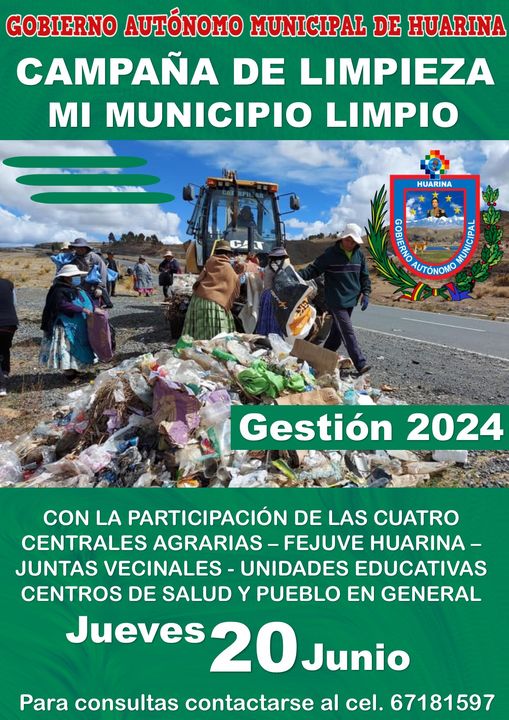 GOBIERNO AUTÓNOMO MUNICIPAL DE HUARINA
CAMPAÑA DE LIMPIEZA
MI MUNICIPIO LIMPIO
CATERPILLAR
CAT
HUARINA
GOBIERNO AUTÓNOMO MUNICIPAL
Gestión 2024
CON LA PARTICIPACIÓN DE LAS CUATRO
CENTRALES AGRARIAS – FEJUVE HUARINA –
JUNTAS VECINALES - UNIDADES EDUCATIVAS
CENTROS DE SALUD Y PUEBLO EN GENERAL
Jueves 20 Junio
Para consultas contactarse al cel. 67181597